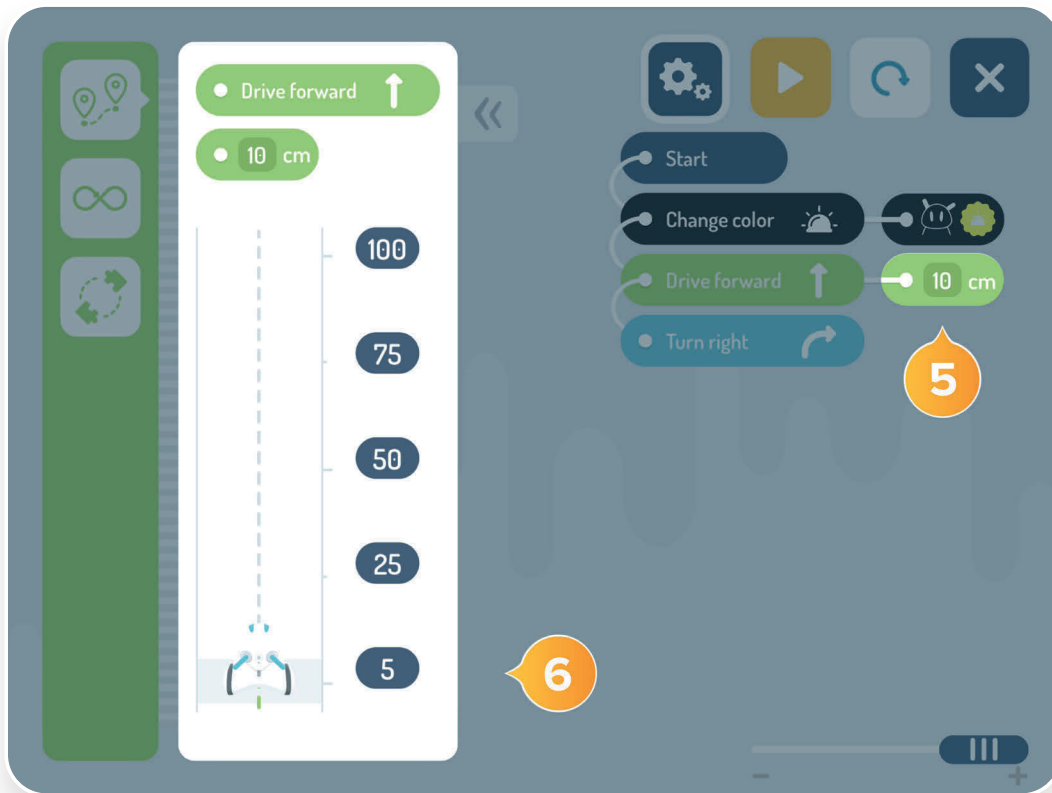 Drive forward
10 cm
100
75
50
25
5
Start
Change color
Drive forward
10 cm
Turn right
5
6
- +